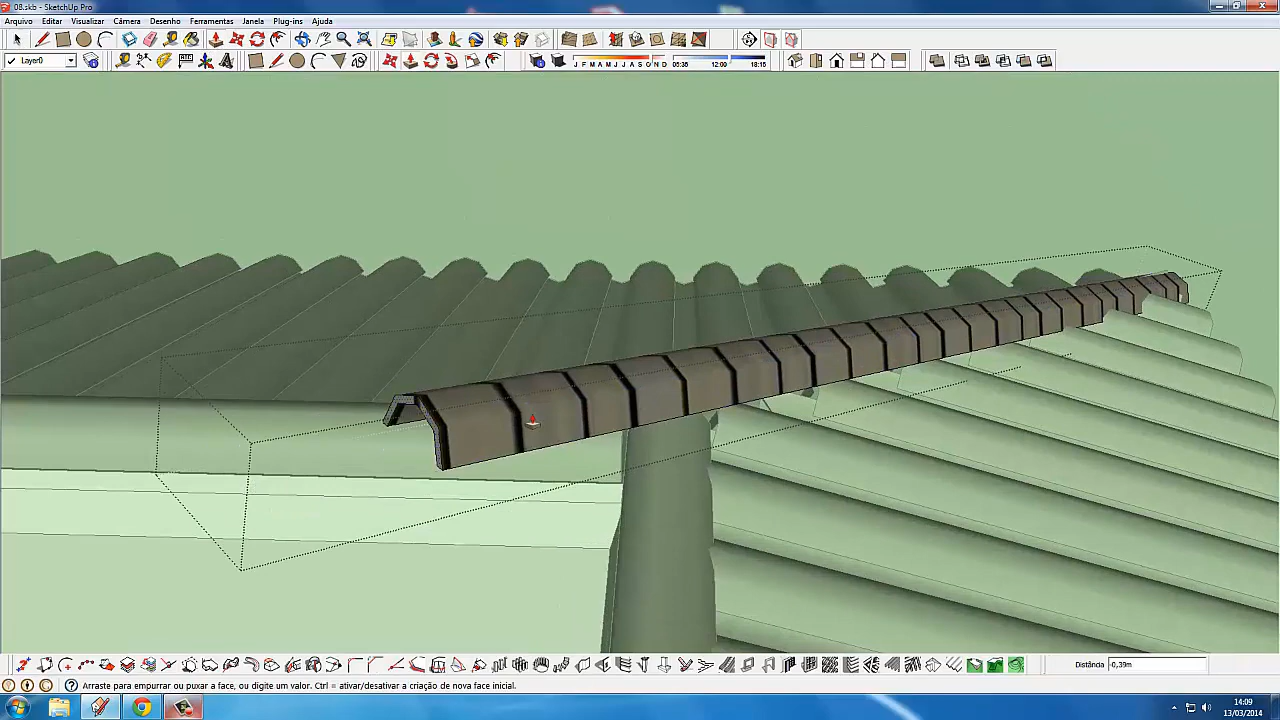 08.skb - SketchUp Pro
Arquivo Editar Visualizar Câmera Desenho Ferramentas Janela Plug-ins Ajuda
Layer0
J F M A M J J A S O N D 06:36 12:00 18:15
Distância -0,39m
Arraste para empurrar ou puxar a face, ou digite um valor. Ctrl = ativar/desativar a criação de nova face inicial.
14:09
13/03/2014